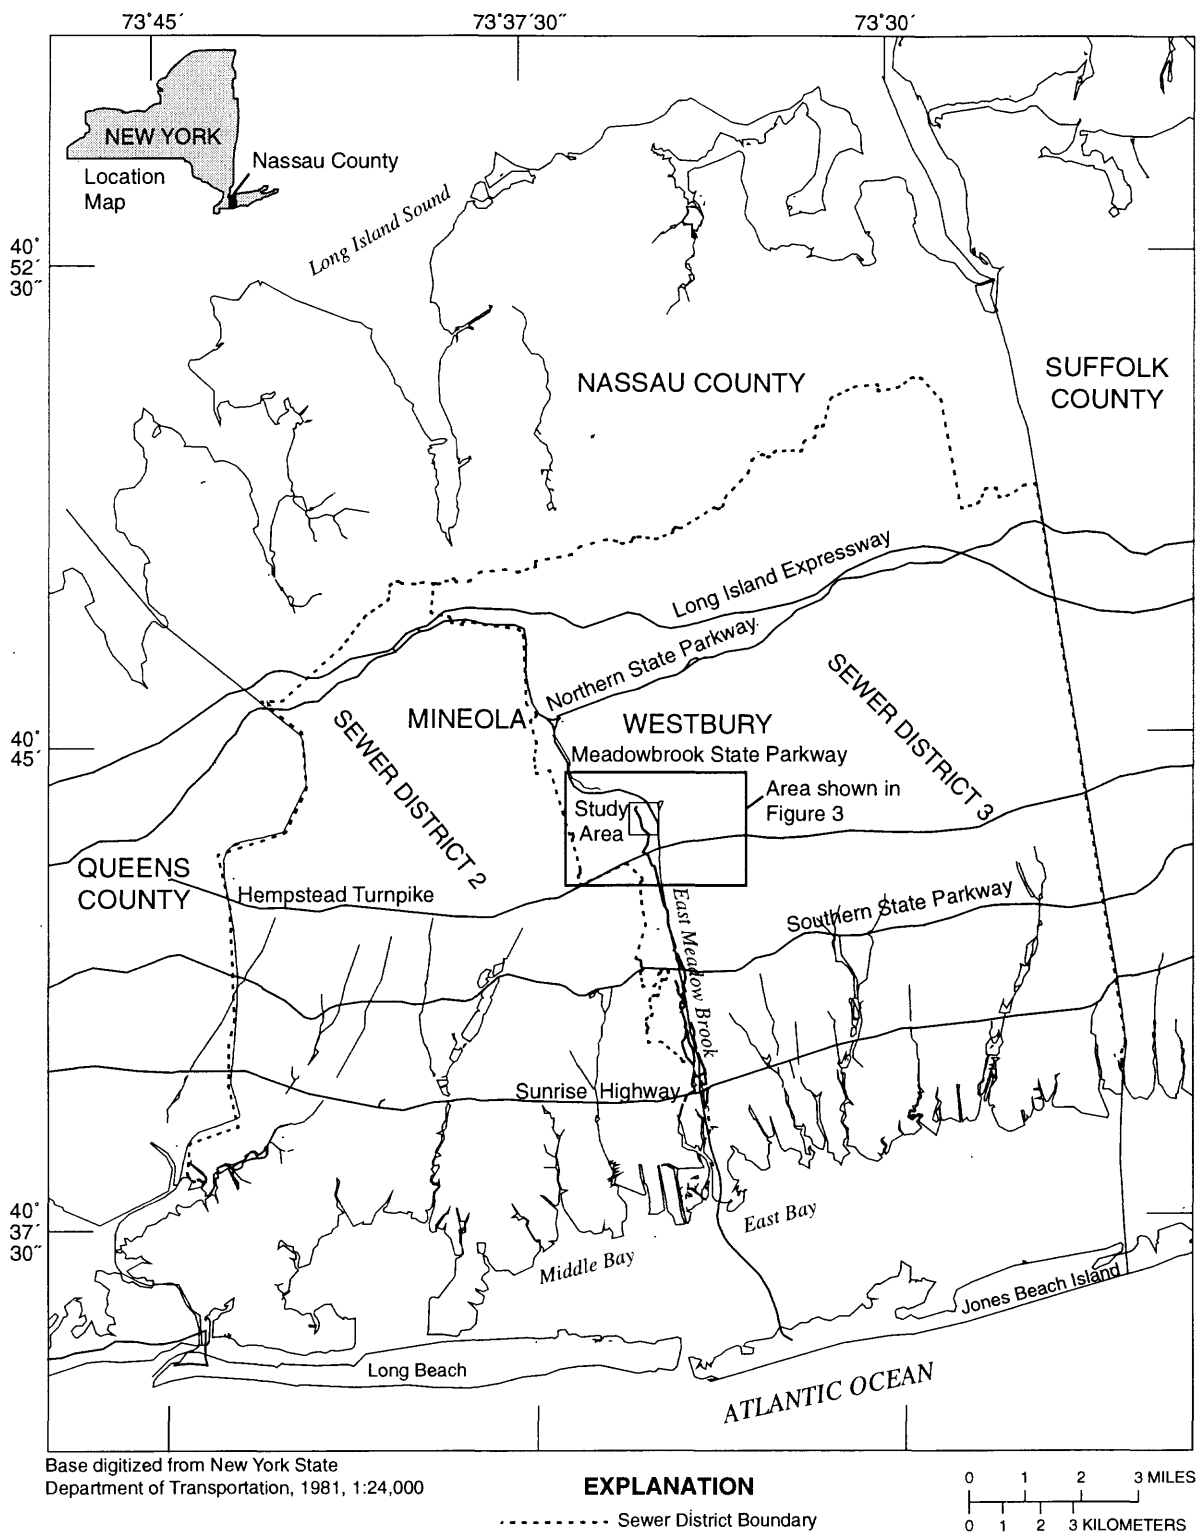 73°45′
73°37′30″
73°30′
NEW YORK
Nassau County
Location
Map
Long Island Sound
40°
52′
30″
NASSAU COUNTY
SUFFOLK
COUNTY
Long Island Expressway
Northern State Parkway
SEWER DISTRICT 2
MINEOLA
WESTBURY
SEWER DISTRICT 3
40°
45′
Meadowbrook State Parkway
Area shown in
Figure 3
Study
Area
QUEENS
COUNTY
Hempstead Turnpike
East Meadow Brook
Southern State Parkway
Sunrise Highway
40°
37′
30″
East Bay
Middle Bay
Jones Beach Island
Long Beach
ATLANTIC OCEAN
Base digitized from New York State
Department of Transportation, 1981, 1:24,000
EXPLANATION
Sewer District Boundary
0 1 2 3 MILES
0 1 2 3 KILOMETERS